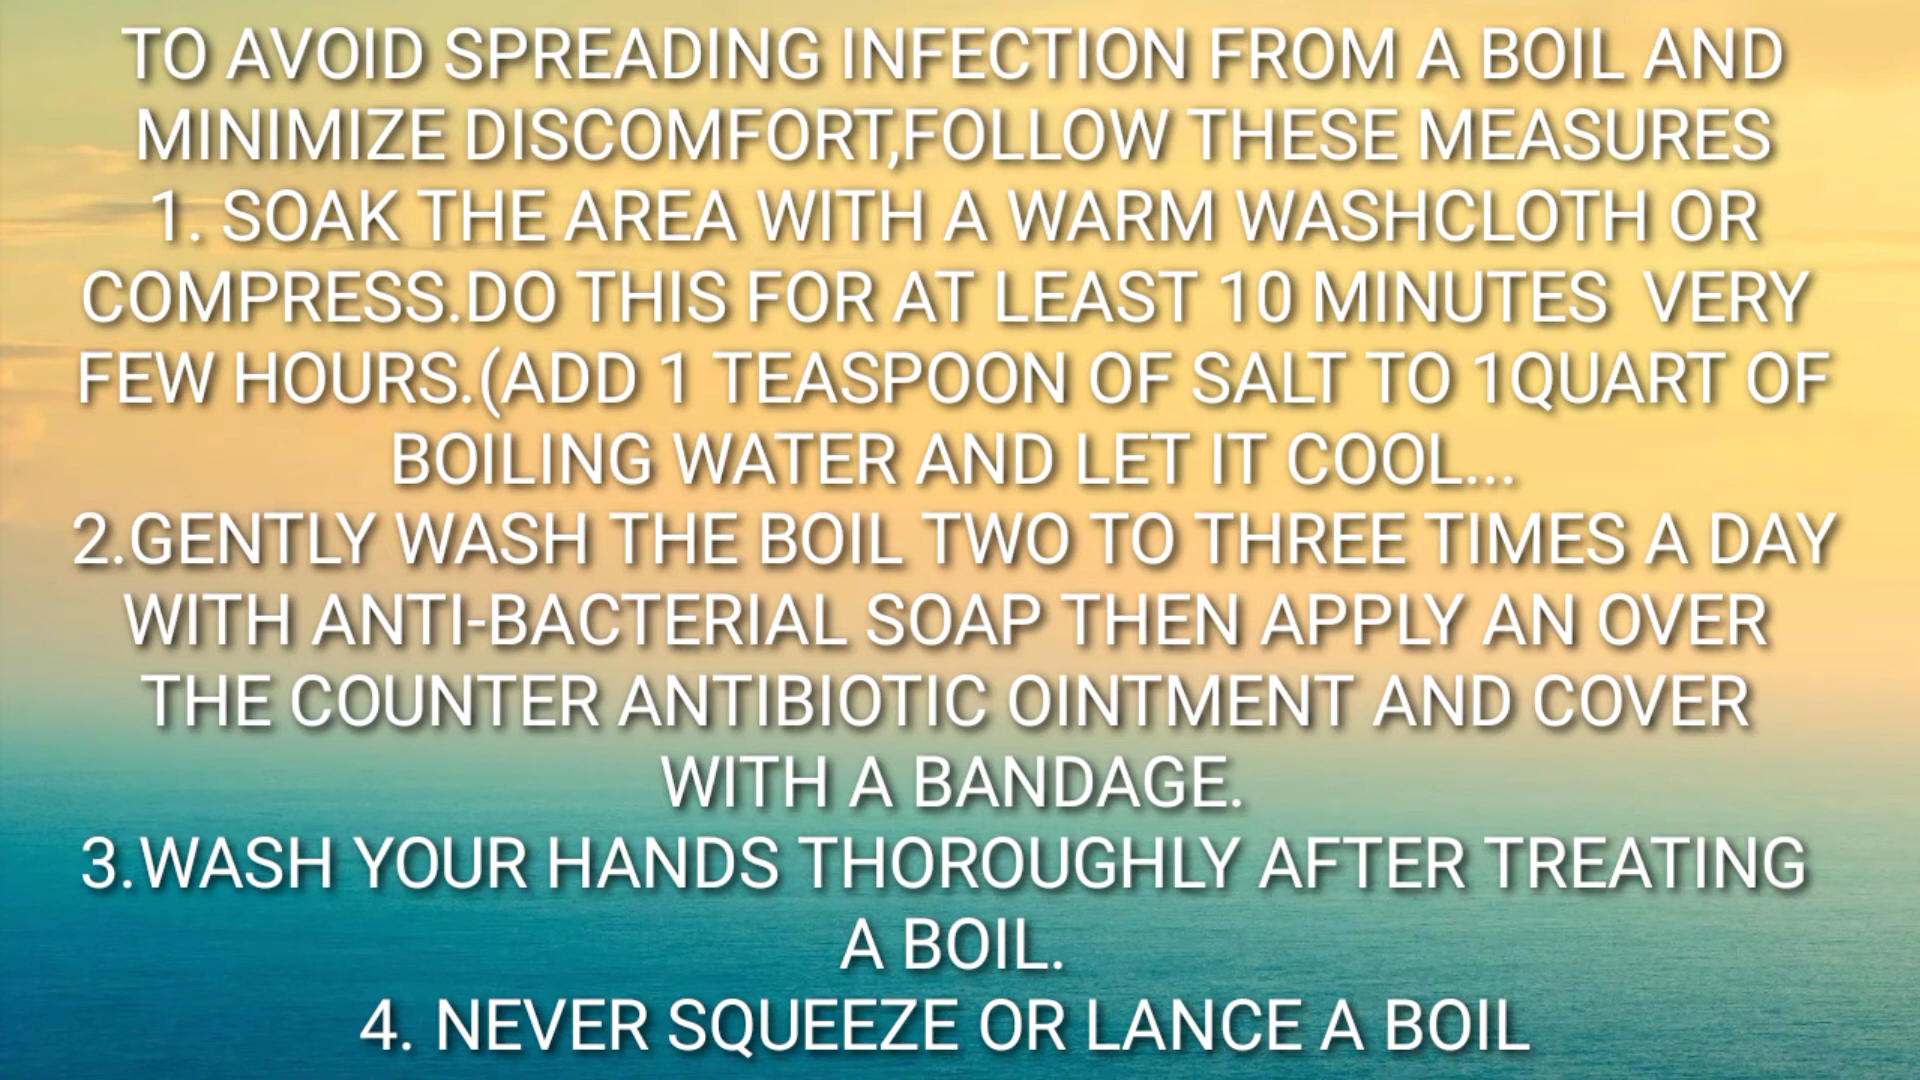 TO AVOID SPREADING INFECTION FROM A BOIL AND
MINIMIZE DISCOMFORT,FOLLOW THESE MEASURES
1. SOAK THE AREA WITH A WARM WASHCLOTH OR
COMPRESS.DO THIS FOR AT LEAST 10 MINUTES  VERY
FEW HOURS.(ADD 1 TEASPOON OF SALT TO 1QUART OF
BOILING WATER AND LET IT COOL...
2.GENTLY WASH THE BOIL TWO TO THREE TIMES A DAY
WITH ANTI-BACTERIAL SOAP THEN APPLY AN OVER
THE COUNTER ANTIBIOTIC OINTMENT AND COVER
WITH A BANDAGE.
3.WASH YOUR HANDS THOROUGHLY AFTER TREATING
A BOIL.
4. NEVER SQUEEZE OR LANCE A BOIL